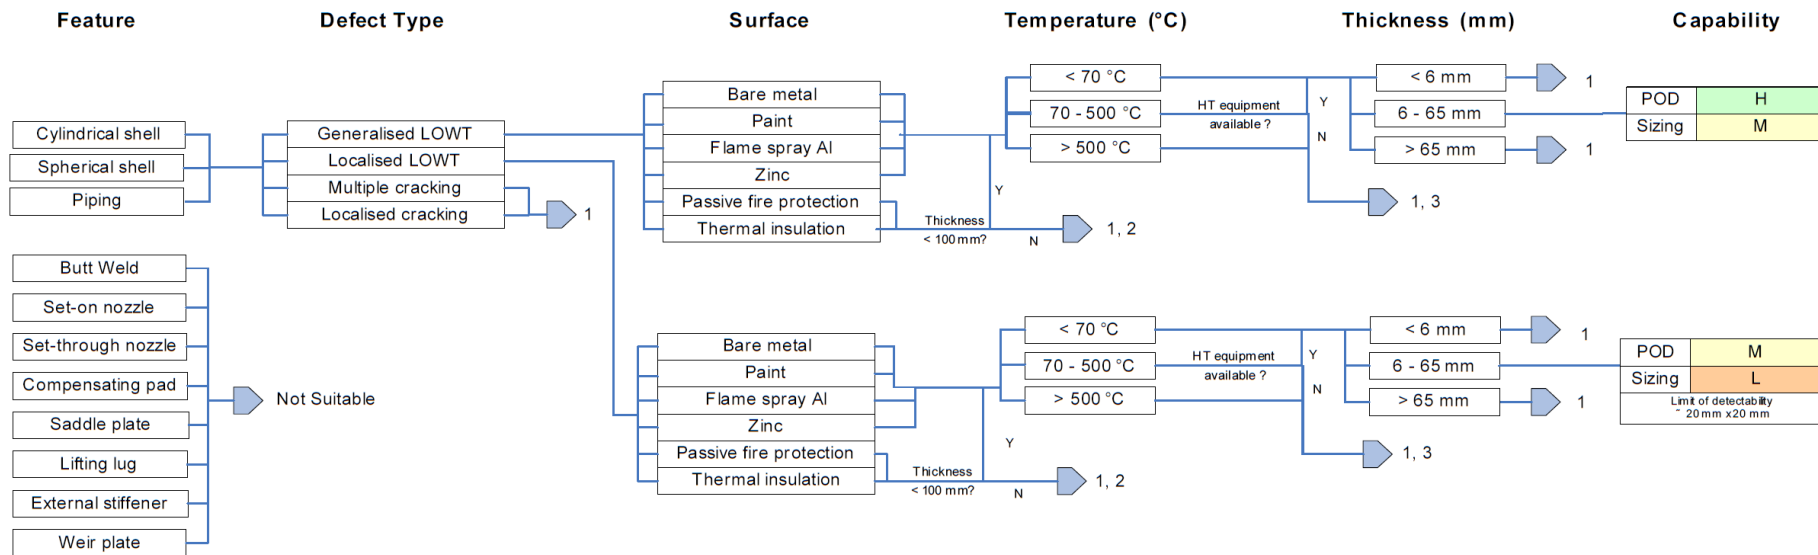 Feature Defect Type Surface Temperature (°C) Thickness (mm) Capability
Cylindrical shell
Spherical shell
Piping
Generalised LOWT
Localised LOWT
Multiple cracking
Localised cracking
1
Bare metal
Paint
Flame spray Al
Zinc
Passive fire protection
Thermal insulation
Thickness
< 100 mm?
Y
N
1, 2
< 70 °C
70 - 500 °C
> 500 °C
HT equipment
available ?
Y
N
1, 3
< 6 mm
6 - 65 mm
> 65 mm
1
1
POD H
Sizing M
Butt Weld
Set-on nozzle
Set-through nozzle
Compensating pad
Saddle plate
Lifting lug
External stiffener
Weir plate
Not Suitable
Bare metal
Paint
Flame spray Al
Zinc
Passive fire protection
Thermal insulation
Thickness
< 100 mm?
Y
N
1, 2
< 70 °C
70 - 500 °C
> 500 °C
HT equipment
available ?
Y
N
1, 3
< 6 mm
6 - 65 mm
> 65 mm
1
1
POD M
Sizing L
Limit of detectability
~ 20 mm x 20 mm